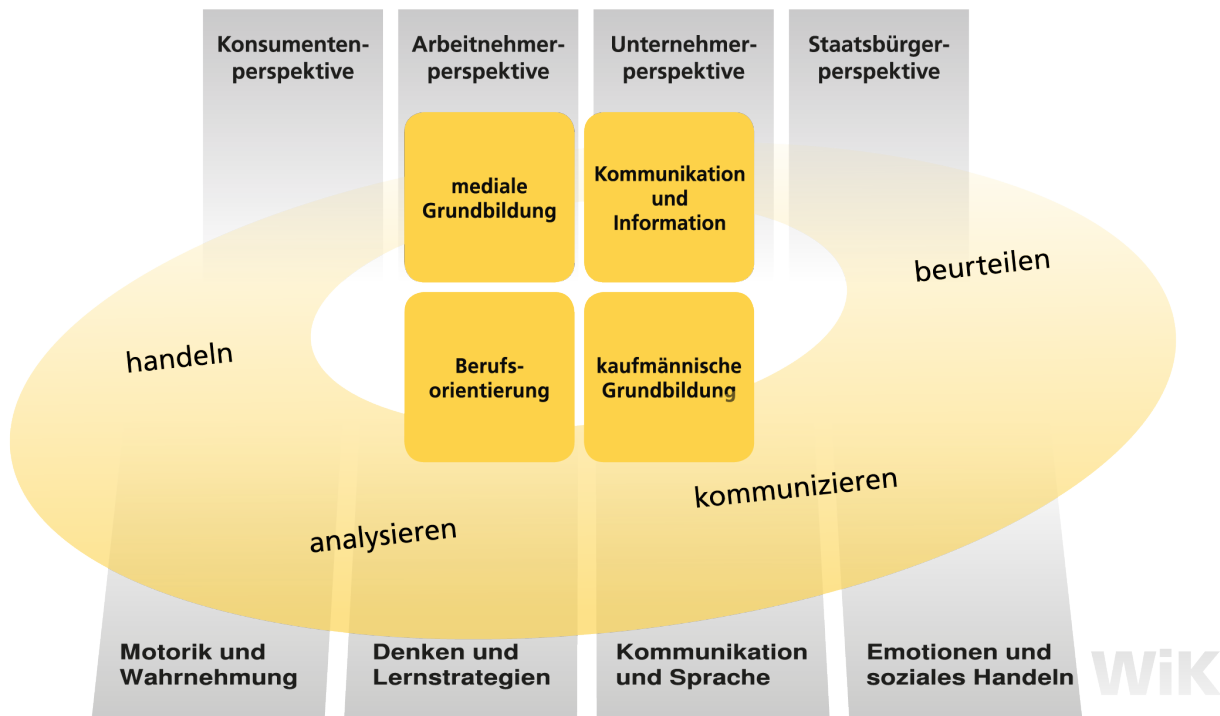 Konsumenten-
perspektive
Arbeitnehmer-
perspektive
Unternehmer-
perspektive
Staatsbürger-
perspektive
mediale
Grundbildung
Kommunikation
und
Information
Berufs-
orientierung
kaufmännische
Grundbildung
handeln
analysieren
kommunizieren
beurteilen
Motorik und
Wahrnehmung
Denken und
Lernstrategien
Kommunikation
und Sprache
Emotionen und
soziales Handeln
WiK